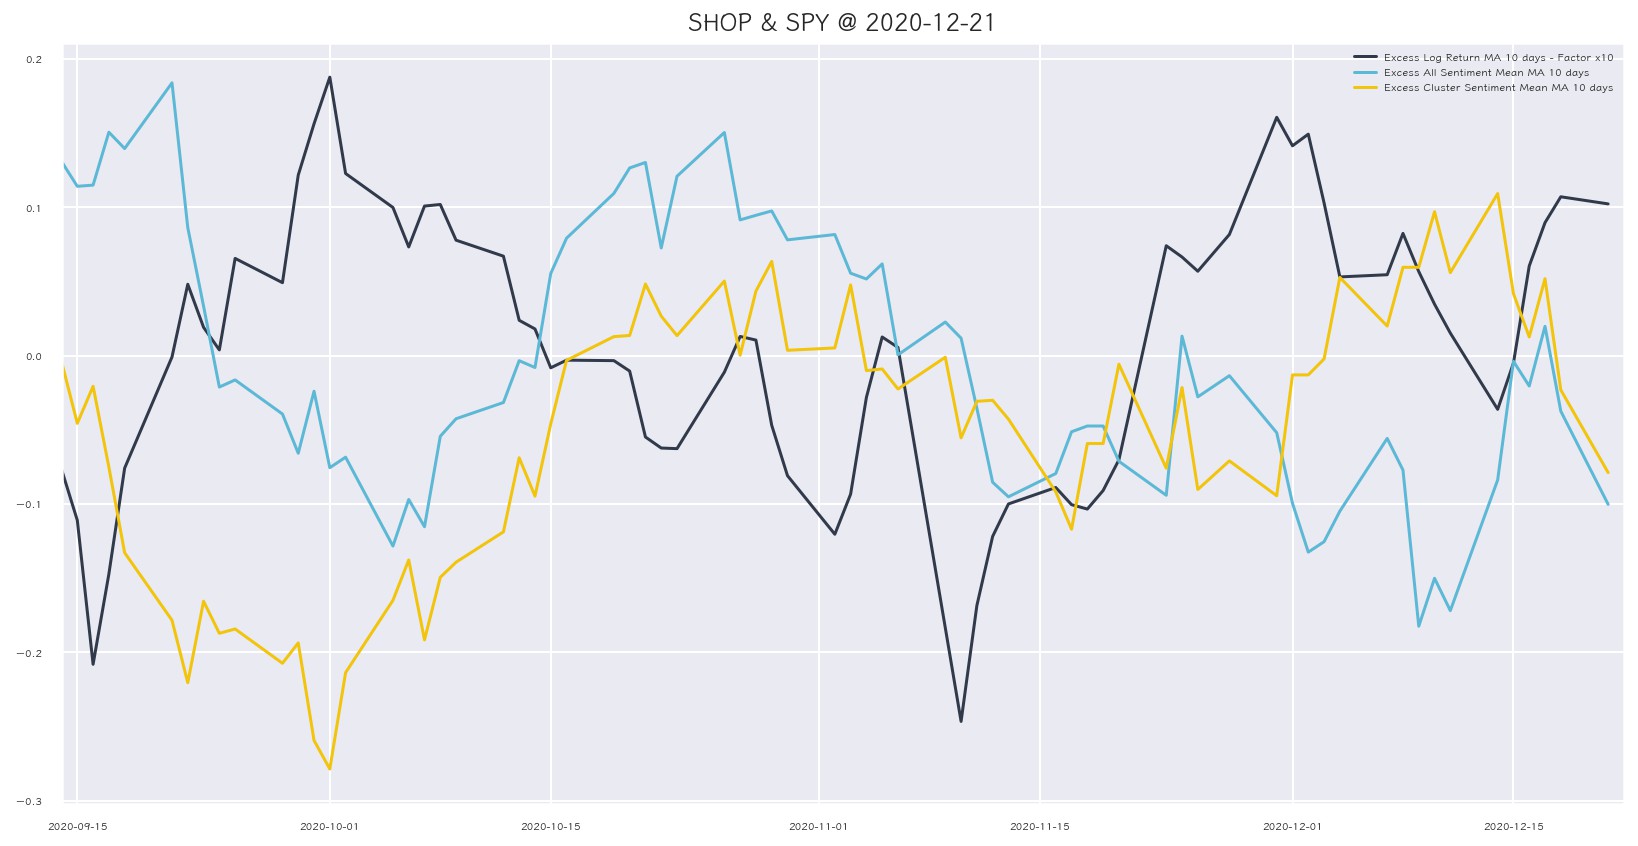 SHOP & SPY @ 2020-12-21
Excess Log Return MA 10 days - Factor x10
Excess All Sentiment Mean MA 10 days
Excess Cluster Sentiment Mean MA 10 days
0.2
0.1
0.0
−0.1
−0.2
−0.3
2020-09-15 2020-10-01 2020-10-15 2020-11-01 2020-11-15 2020-12-01 2020-12-15